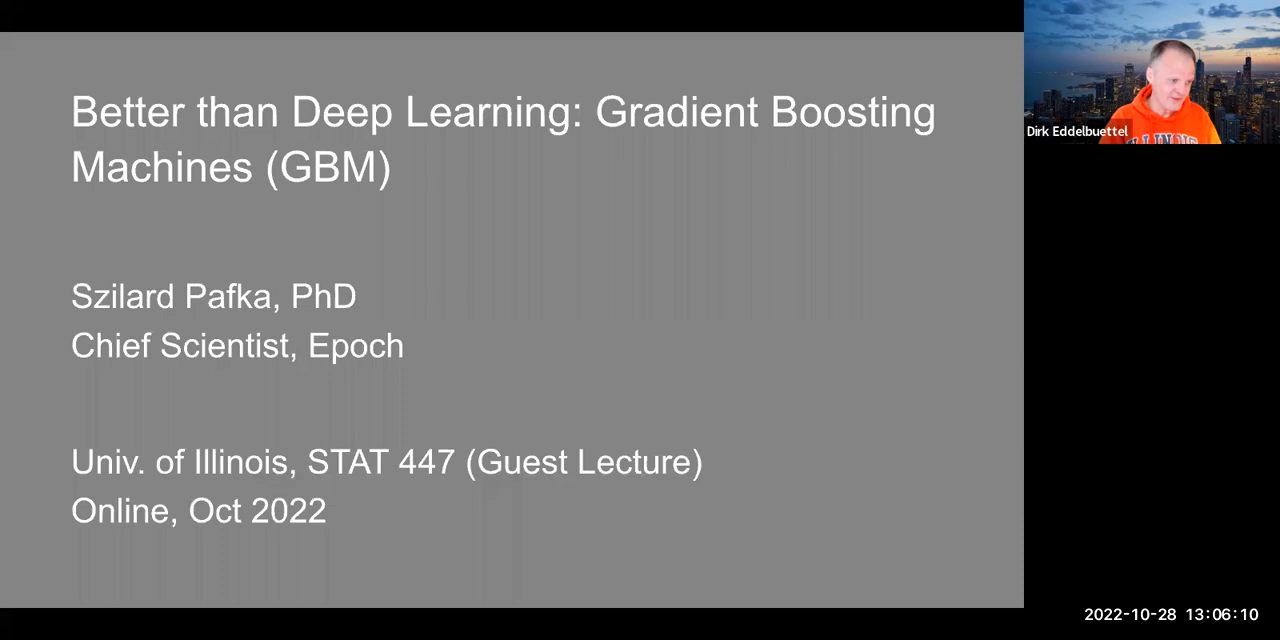 Better than Deep Learning: Gradient Boosting
Machines (GBM)
Szilard Pafka, PhD
Chief Scientist, Epoch
Univ. of Illinois, STAT 447 (Guest Lecture)
Online, Oct 2022
Dirk Eddelbuettel
ILLINOIS
2022-10-28 13:06:10